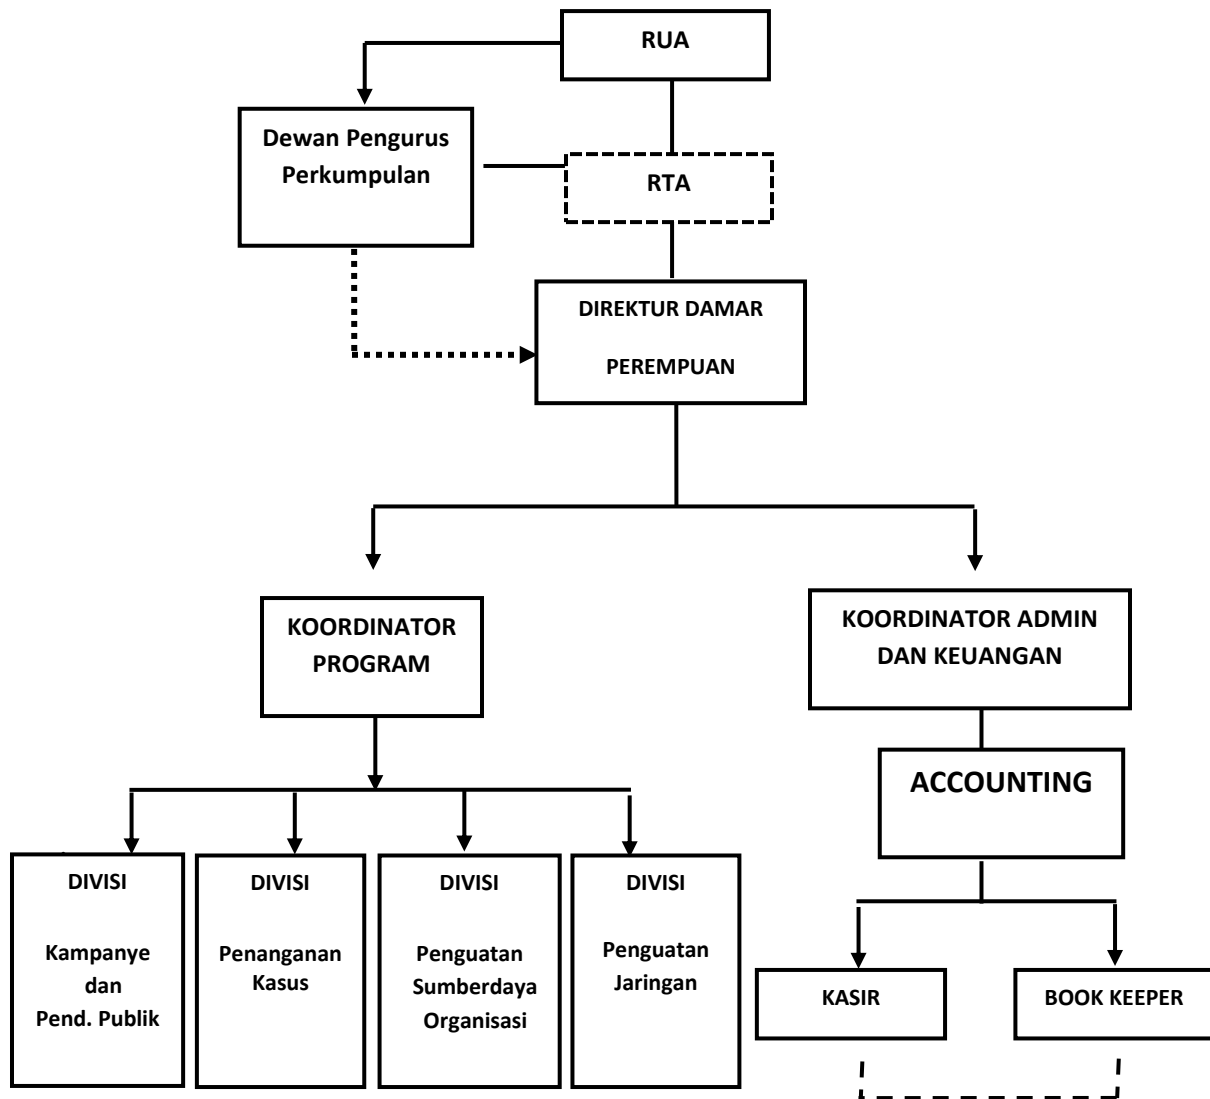 RUA
Dewan Pengurus
Perkumpulan
RTA
DIREKTUR DAMAR
PEREMPUAN
KOORDINATOR
PROGRAM
KOORDINATOR ADMIN
DAN KEUANGAN
ACCOUNTING
DIVISI
Kampanye
dan
Pend. Publik
DIVISI
Penanganan
Kasus
DIVISI
Penguatan
Sumberdaya
Organisasi
DIVISI
Penguatan
Jaringan
KASIR
BOOK KEEPER